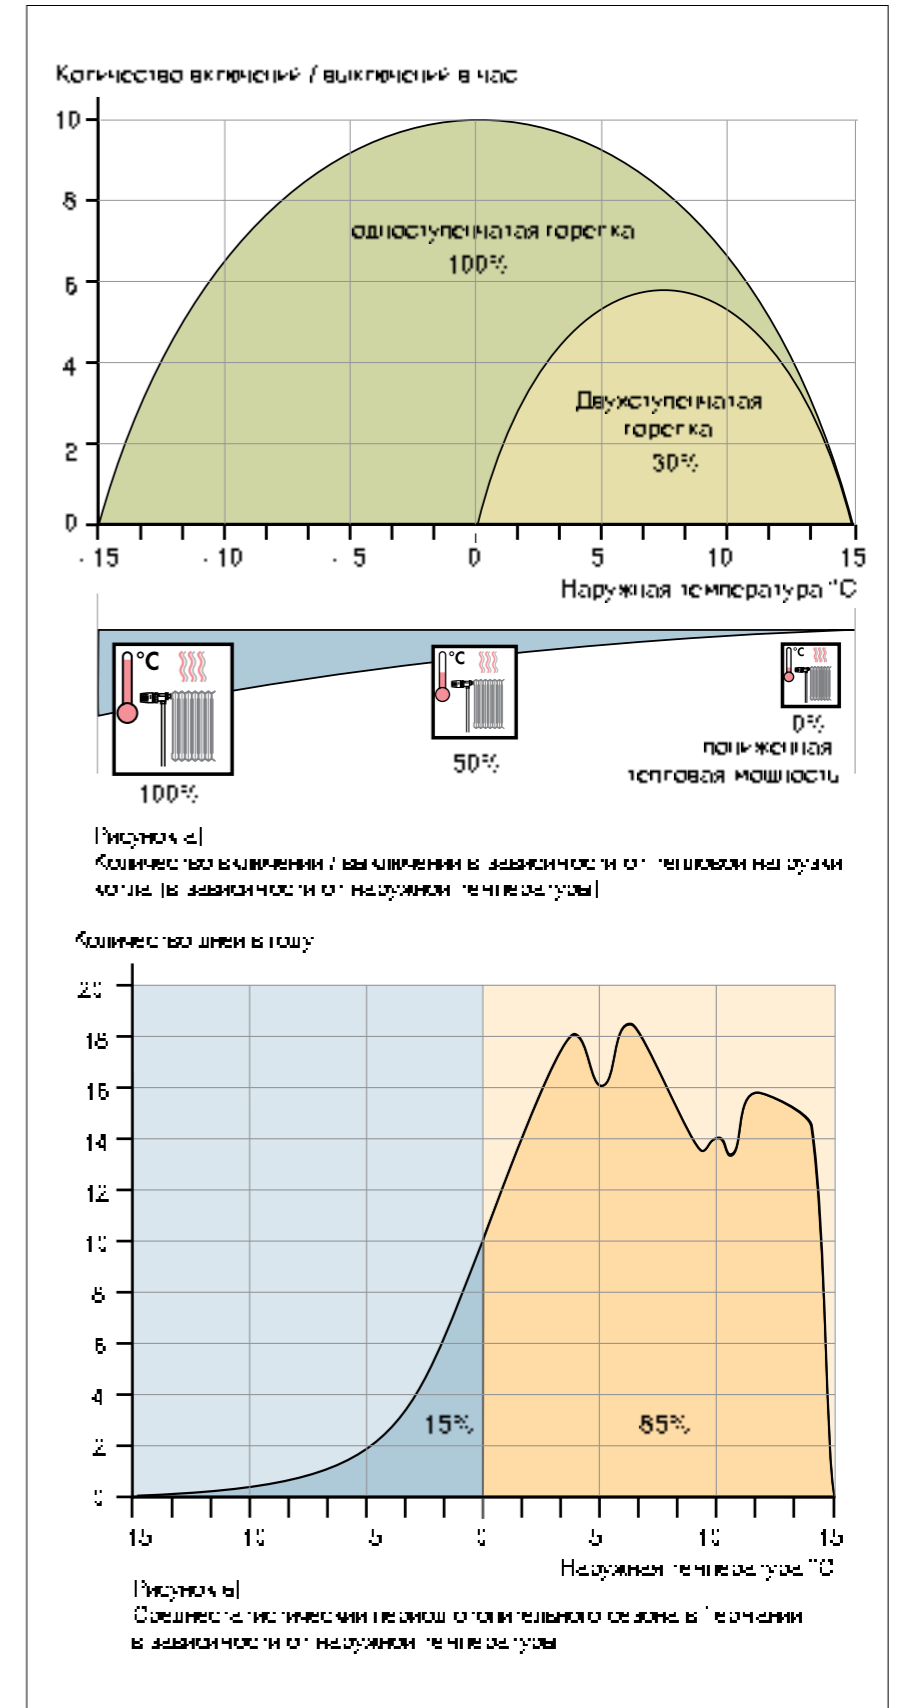 Количество включений / выключений в час
10
8
6
4
2
0
одноступенчатая горелка
100%
Двухступенчатая
горелка
30%
- 15 - 10 - 5 0 5 10 15
Наружная температура °C
°C °C °C
100%
50%
0%
пониженная
тепловая мощность
Рисунок а)
Количество включений / выключений в зависимости от тепловой нагрузки
котла (в зависимости от наружной температуры)
Количество дней в году
20
18
16
14
12
10
8
6
4
2
0
15% 85%
15 10 5 0 5 10 15
Наружная температура °C
Рисунок б)
Среднестатистический период отопительного сезона в Германии
в зависимости от наружной температуры